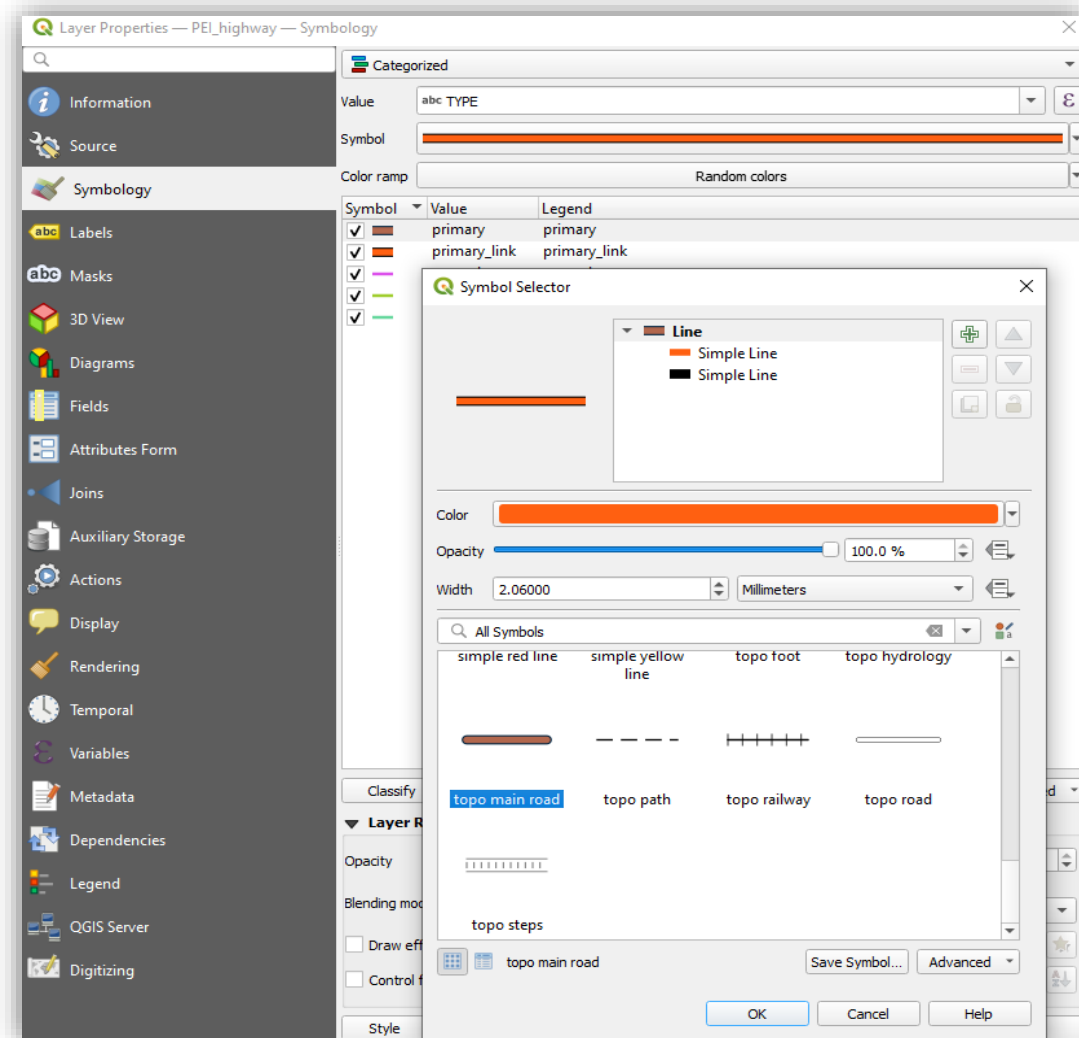 Layer Properties — PEI_highway — Symbology
Categorized
Information
Value abc TYPE ε
Source
Symbol
Symbology
Color ramp Random colors
Symbol Value Legend
abc Labels
primary primary
primary_link primary_link
abc Masks
Symbol Selector
3D View
Line
Simple Line
Simple Line
Diagrams
Fields
Attributes Form
Joins
Color
Auxiliary Storage
Opacity 100.0 %
Actions
Width 2.06000 Millimeters
Display
All Symbols
Rendering
simple red line simple yellow line topo foot topo hydrology
Temporal
Variables
Metadata
Classify
topo main road topo path topo railway topo road
Layer R
Dependencies
Opacity
Legend
Blending mod
QGIS Server
topo steps
Draw eff
Digitizing
topo main road Save Symbol... Advanced
Control f
OK Cancel Help
Style